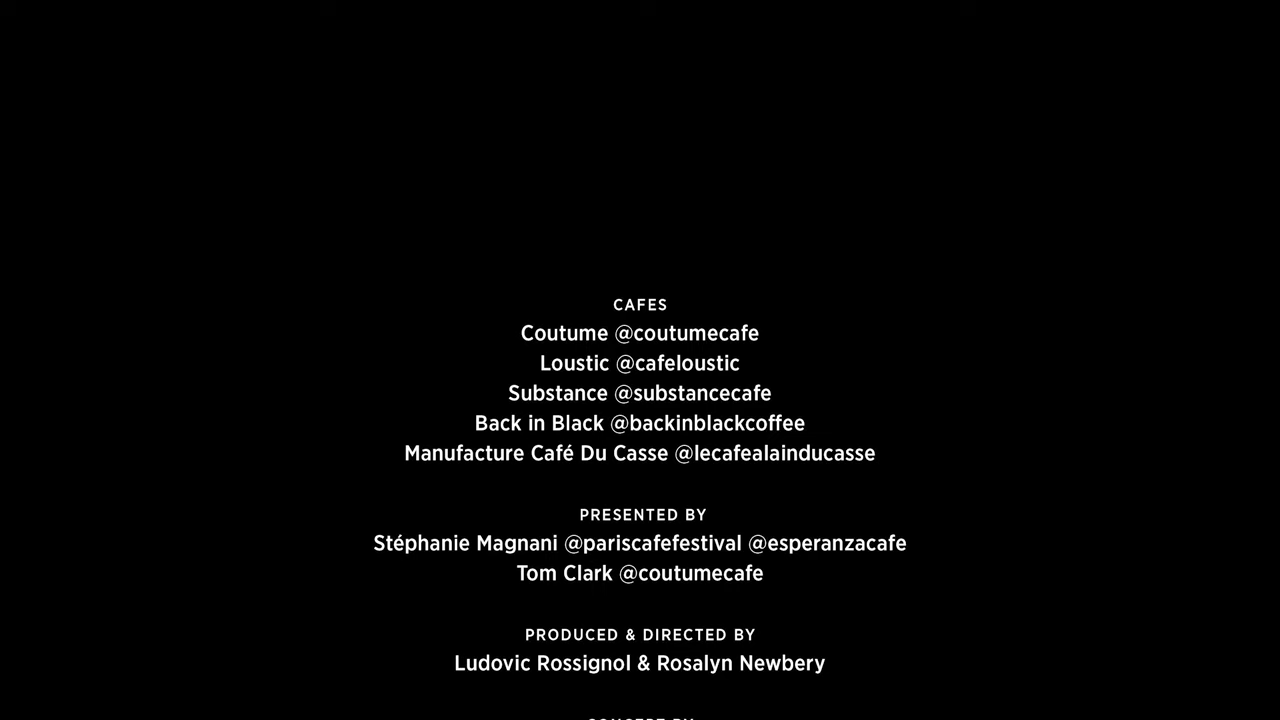 CAFES
Coutume @coutumecafe
Loustic @cafeloustic
Substance @substancecafe
Back in Black @backinblackcoffee
Manufacture Café Du Casse @lecafealainducasse
PRESENTED BY
Stéphanie Magnani @pariscafefestival @esperanzacafe
Tom Clark @coutumecafe
PRODUCED & DIRECTED BY
Ludovic Rossignol & Rosalyn Newbery